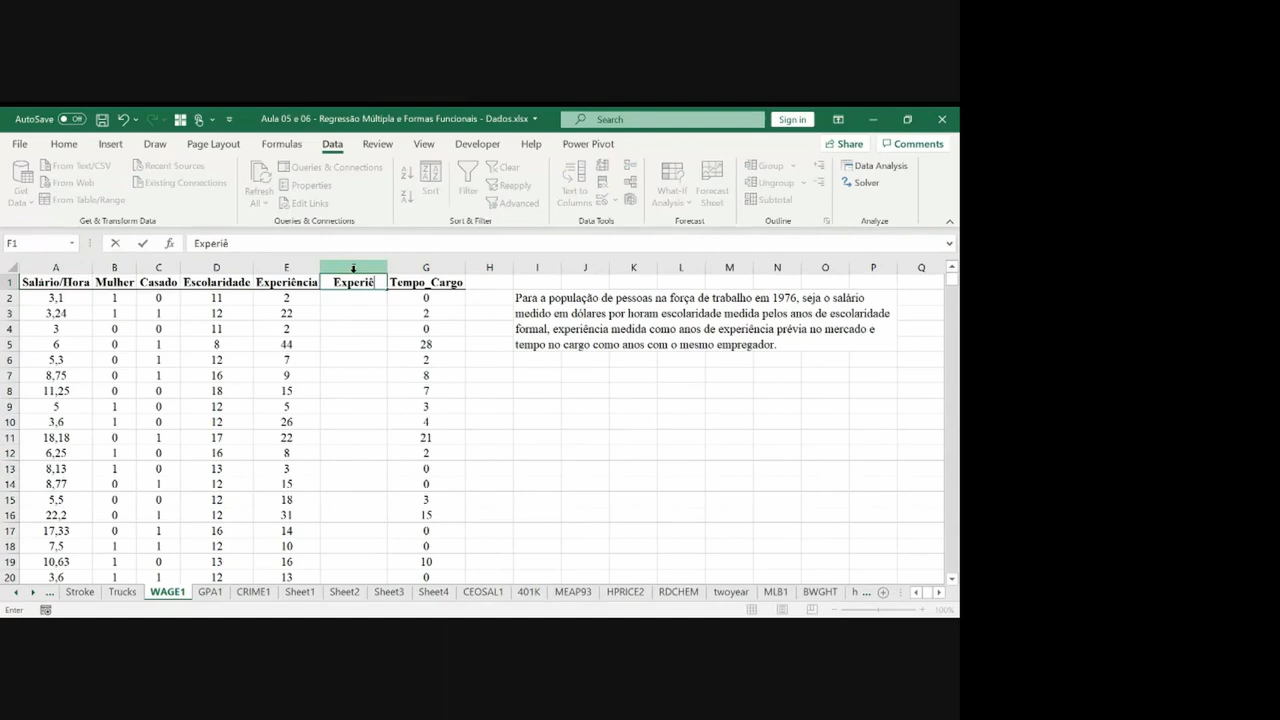 AutoSave Off Aula 05 e 06 - Regressão Múltipla e Formas Funcionais - Dados.xlsx Search Sign in
File Home Insert Draw Page Layout Formulas Data Review View Developer Help Power Pivot Share Comments
Get Data
From Text/CSV
From Web
From Table/Range
Recent Sources
Existing Connections
Get & Transform Data
Refresh All
Queries & Connections
Properties
Edit Links
Queries & Connections
Sort
Filter
Clear
Reapply
Advanced
Sort & Filter
Text to Columns
Data Tools
What-If Analysis
Forecast Sheet
Forecast
Group
Ungroup
Subtotal
Outline
Data Analysis
Solver
Analyze
F1 fx Experiê
A B C D E F G H I J K L M N O P Q
1 Salário/Hora Mulher Casado Escolaridade Experiência Experiê Tempo_Cargo
2 3,1 1 0 11 2 0
3 3,24 1 1 12 22 2
4 3 0 0 11 2 0
5 6 0 1 8 44 28
6 5,3 0 1 12 7 2
7 8,75 0 1 16 9 8
8 11,25 0 0 18 15 7
9 5 1 0 12 5 3
10 3,6 1 0 12 26 4
11 18,18 0 1 17 22 21
12 6,25 1 0 16 8 2
13 8,13 1 0 13 3 0
14 8,77 0 1 12 15 0
15 5,5 0 0 12 18 3
16 22,2 0 1 12 31 15
17 17,33 0 1 16 14 0
18 7,5 1 1 12 10 0
19 10,63 1 0 13 16 10
20 3,6 1 1 12 13 0
Para a população de pessoas na força de trabalho em 1976, seja o salário
medido em dólares por horam escolaridade medida pelos anos de escolaridade
formal, experiência medida como anos de experiência prévia no mercado e
tempo no cargo como anos com o mesmo empregador.
... Stroke Trucks WAGE1 GPA1 CRIME1 Sheet1 Sheet2 Sheet3 Sheet4 CEOSAL1 401K MEAP93 HPRICE2 RDCHEM twoyear MLB1 BWGHT h ...
Enter 100%